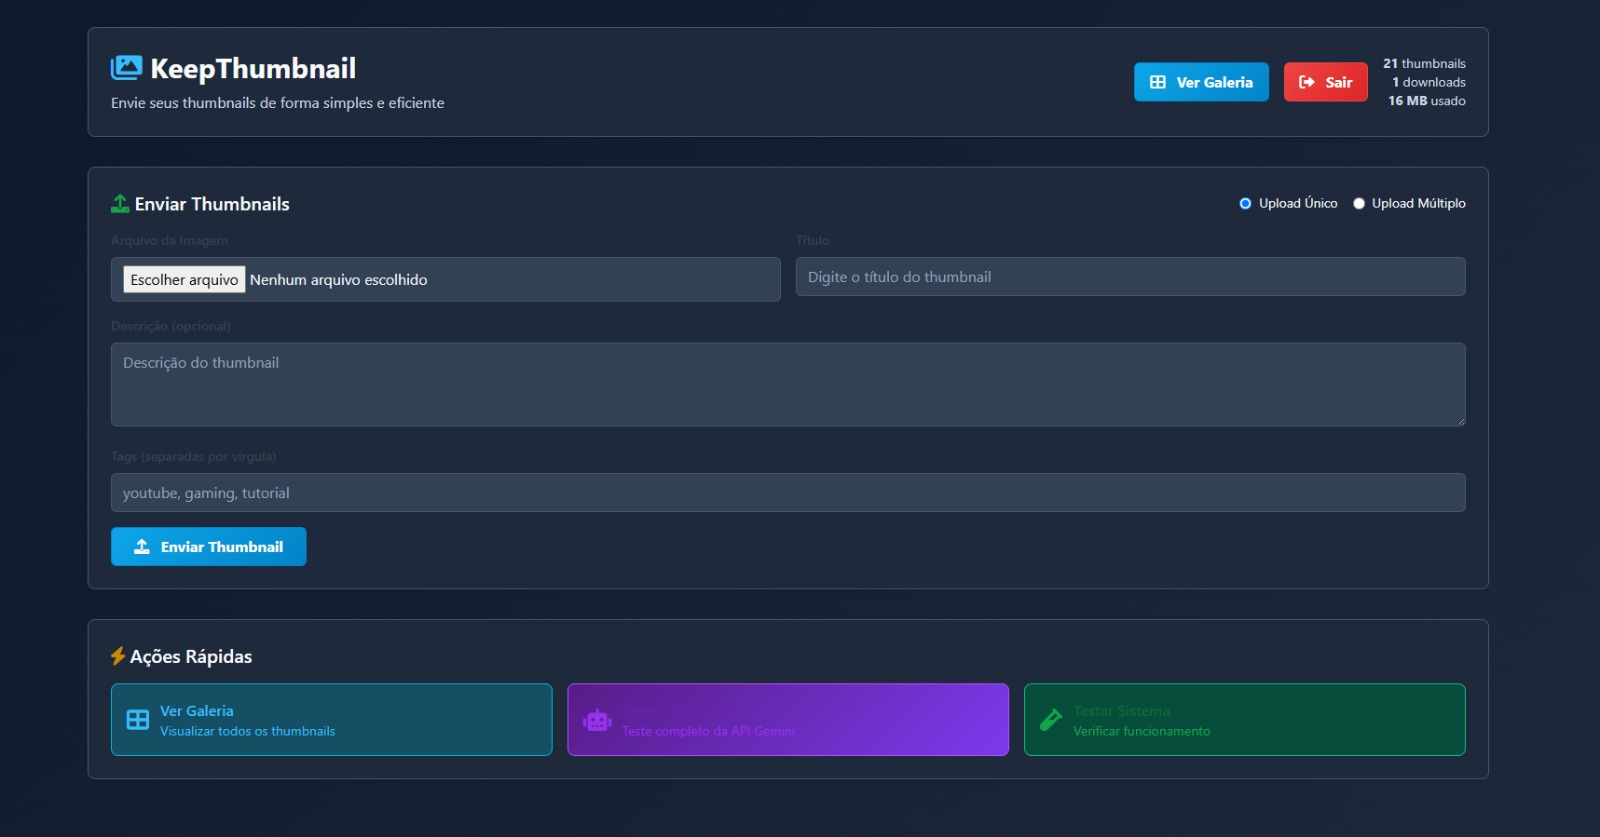 KeepThumbnail
Envie seus thumbnails de forma simples e eficiente
Ver Galeria
Sair
21 thumbnails
1 downloads
16 MB usado
Enviar Thumbnails
Upload Único
Upload Múltiplo
Arquivo da Imagem
Título
Escolher arquivo Nenhum arquivo escolhido
Digite o título do thumbnail
Descrição (opcional)
Descrição do thumbnail
Tags (separadas por vírgula)
youtube, gaming, tutorial
Enviar Thumbnail
Ações Rápidas
Ver Galeria
Visualizar todos os thumbnails
Teste completo da API Gemini
Testar Sistema
Verificar funcionamento